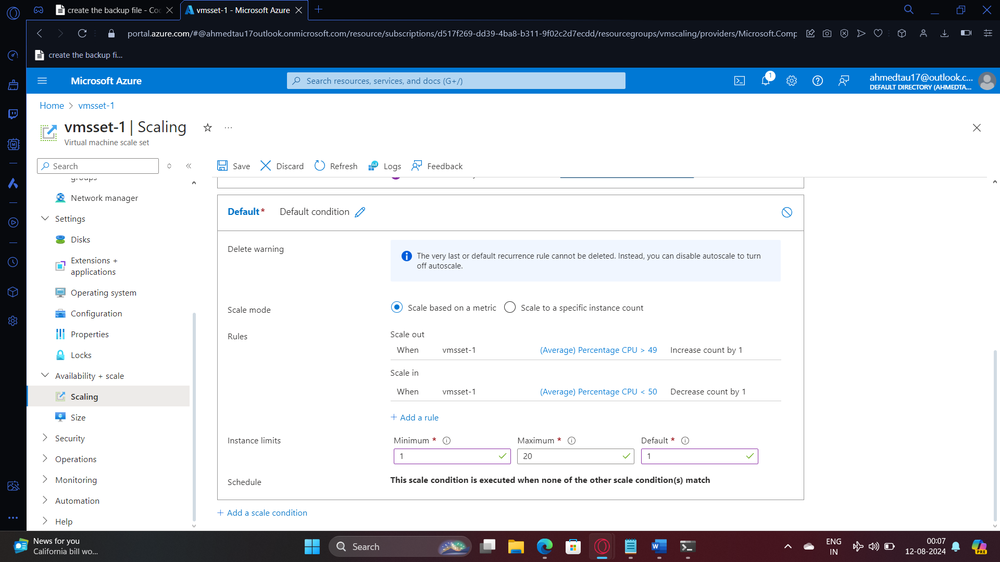 create the backup file - Coc
vmsset-1 - Microsoft Azure
portal.azure.com/#@ahmedtau17outlook.onmicrosoft.com/resource/subscriptions/d517f269-dd39-4ba8-b311-9f02c2d7ecdd/resourcegroups/vmscaling/providers/Microsoft.Comp
create the backup fi...
Microsoft Azure
Search resources, services, and docs (G+/)
1
ahmedtau17@outlook.c...
DEFAULT DIRECTORY (AHMEDTA...
Home > vmsset-1
vmsset-1 | Scaling
Virtual machine scale set
Search
Save
Discard
Refresh
Logs
Feedback
groups
Network manager
Settings
Disks
Extensions +
applications
Operating system
Configuration
Properties
Locks
Availability + scale
Scaling
Size
Security
Operations
Monitoring
Automation
Help
Default* Default condition
Delete warning
The very last or default recurrence rule cannot be deleted. Instead, you can disable autoscale to turn
off autoscale.
Scale mode
Scale based on a metric
Scale to a specific instance count
Rules
Scale out
When vmsset-1 (Average) Percentage CPU > 49 Increase count by 1
Scale in
When vmsset-1 (Average) Percentage CPU < 50 Decrease count by 1
+ Add a rule
Instance limits
Minimum * Maximum * Default *
1 20 1
Schedule
This scale condition is executed when none of the other scale condition(s) match
+ Add a scale condition
News for you
California bill wo...
Search
ENG
IN
00:07
12-08-2024
PRE